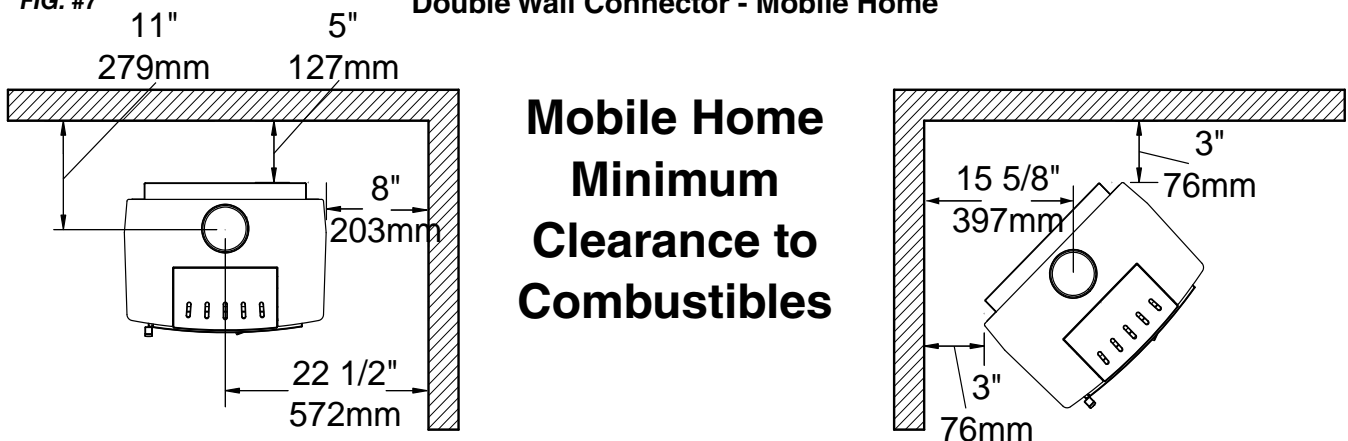 FIG. #7
Double Wall Connector - Mobile Home
11"
279mm
5"
127mm
8"
203mm
22 1/2"
572mm
Mobile Home
Minimum
Clearance to
Combustibles
15 5/8"
397mm
3"
76mm
3"
76mm